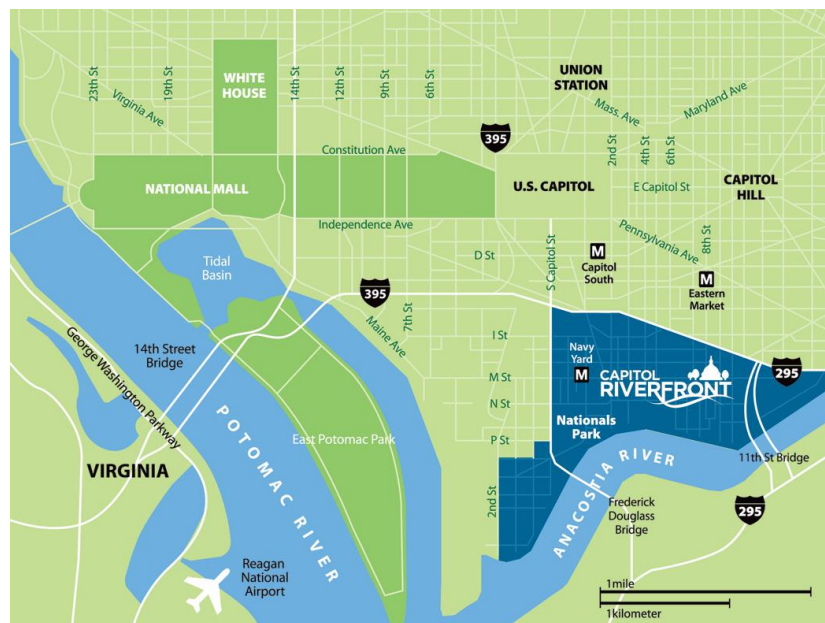 WHITE
HOUSE
UNION
STATION
23th St
19th St
14th St
12th St
9th St
6th St
Virginia Ave
Mass. Ave
Maryland Ave
395
Constitution Ave
2nd St
4th St
6th St
NATIONAL MALL
U.S. CAPITOL
E Capitol St
CAPITOL
HILL
Independence Ave
Pennsylvania Ave
8th St
S Capitol St
D St
M
Capitol
South
M
Eastern
Market
Tidal
Basin
395
7th St
Maine Ave
I St
14th Street
Bridge
George Washington Parkway
Navy
Yard
M
CAPITOL
RIVERFRONT
295
M St
N St
Nationals
Park
P St
East Potomac Park
POTOMAC RIVER
VIRGINIA
ANACOSTIA RIVER
11th St Bridge
2nd St
Frederick
Douglass
Bridge
295
Reagan
National
Airport
1mile
1kilometer